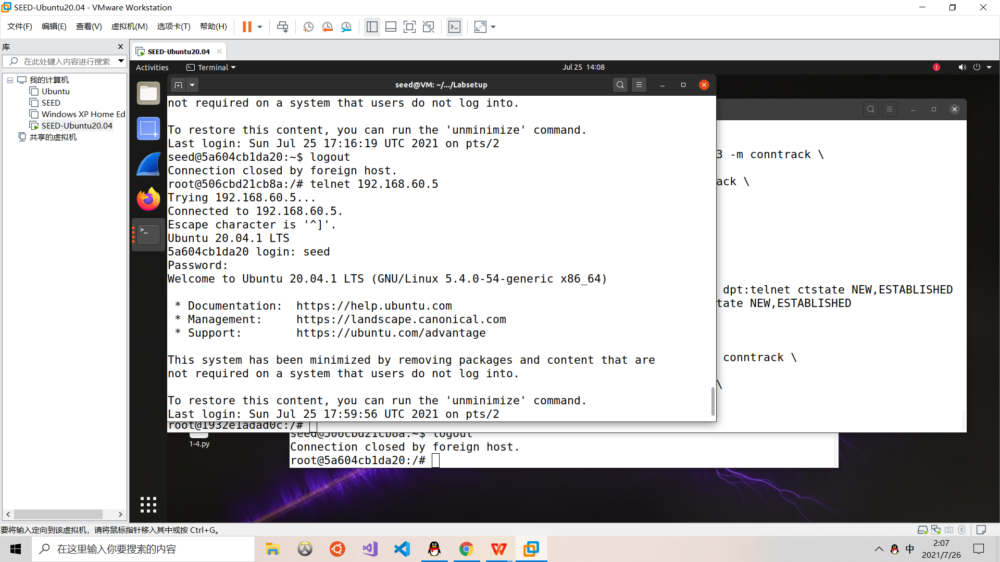 SEED-Ubuntu20.04 - VMware Workstation
文件(F) 编辑(E) 查看(V) 虚拟机(M) 选项卡(T) 帮助(H)
库
在此处键入内容进行搜索
我的计算机
Ubuntu
SEED
Windows XP Home Ed
SEED-Ubuntu20.04
共享的虚拟机
SEED-Ubuntu20.04
Activities Terminal Jul 25 14:08
seed@VM: ~/.../Labsetup
not required on a system that users do not log into.
To restore this content, you can run the 'unminimize' command.
Last login: Sun Jul 25 17:16:19 UTC 2021 on pts/2
seed@5a604cb1da20:~$ logout
Connection closed by foreign host.
root@506cbd21cb8a:/# telnet 192.168.60.5
Trying 192.168.60.5...
Connected to 192.168.60.5.
Escape character is '^]'.
Ubuntu 20.04.1 LTS
5a604cb1da20 login: seed
Password:
Welcome to Ubuntu 20.04.1 LTS (GNU/Linux 5.4.0-54-generic x86_64)
* Documentation: https://help.ubuntu.com
* Management: https://landscape.canonical.com
* Support: https://ubuntu.com/advantage
This system has been minimized by removing packages and content that are
not required on a system that users do not log into.
To restore this content, you can run the 'unminimize' command.
Last login: Sun Jul 25 17:59:56 UTC 2021 on pts/2
3 -m conntrack \
ack \
dpt:telnet ctstate NEW,ESTABLISHED
tate NEW,ESTABLISHED
conntrack \
\
root@1932e1adad0c:/#
seed@506cbd21cb8a:~$ logout
Connection closed by foreign host.
root@5a604cb1da20:/#
1-4.py
要将输入定向到该虚拟机，请将鼠标指针移入其中或按 Ctrl+G。
在这里输入你要搜索的内容
中
2:07
2021/7/26